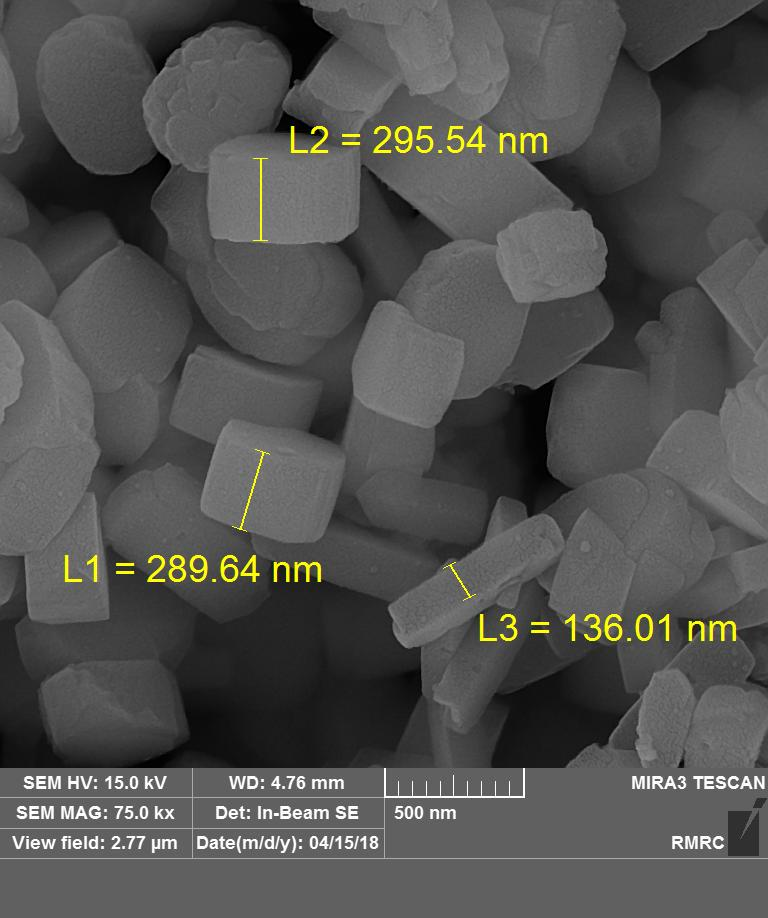 L2 = 295.54 nm
L1 = 289.64 nm
L3 = 136.01 nm
SEM HV: 15.0 kV
WD: 4.76 mm
MIRA3 TESCAN
SEM MAG: 75.0 kx
Det: In-Beam SE
500 nm
View field: 2.77 µm
Date(m/d/y): 04/15/18
RMRC